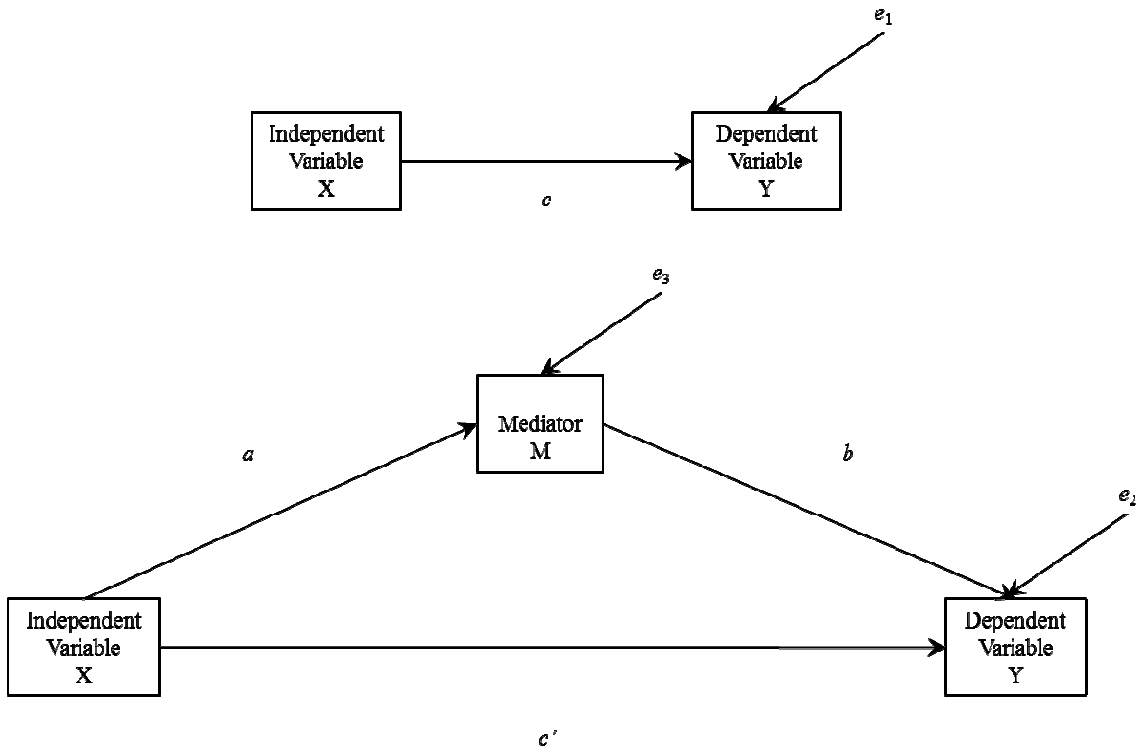 e1
Independent
Variable
X
Dependent
Variable
Y
c
e3
Mediator
M
a
b
e2
Independent
Variable
X
Dependent
Variable
Y
c'